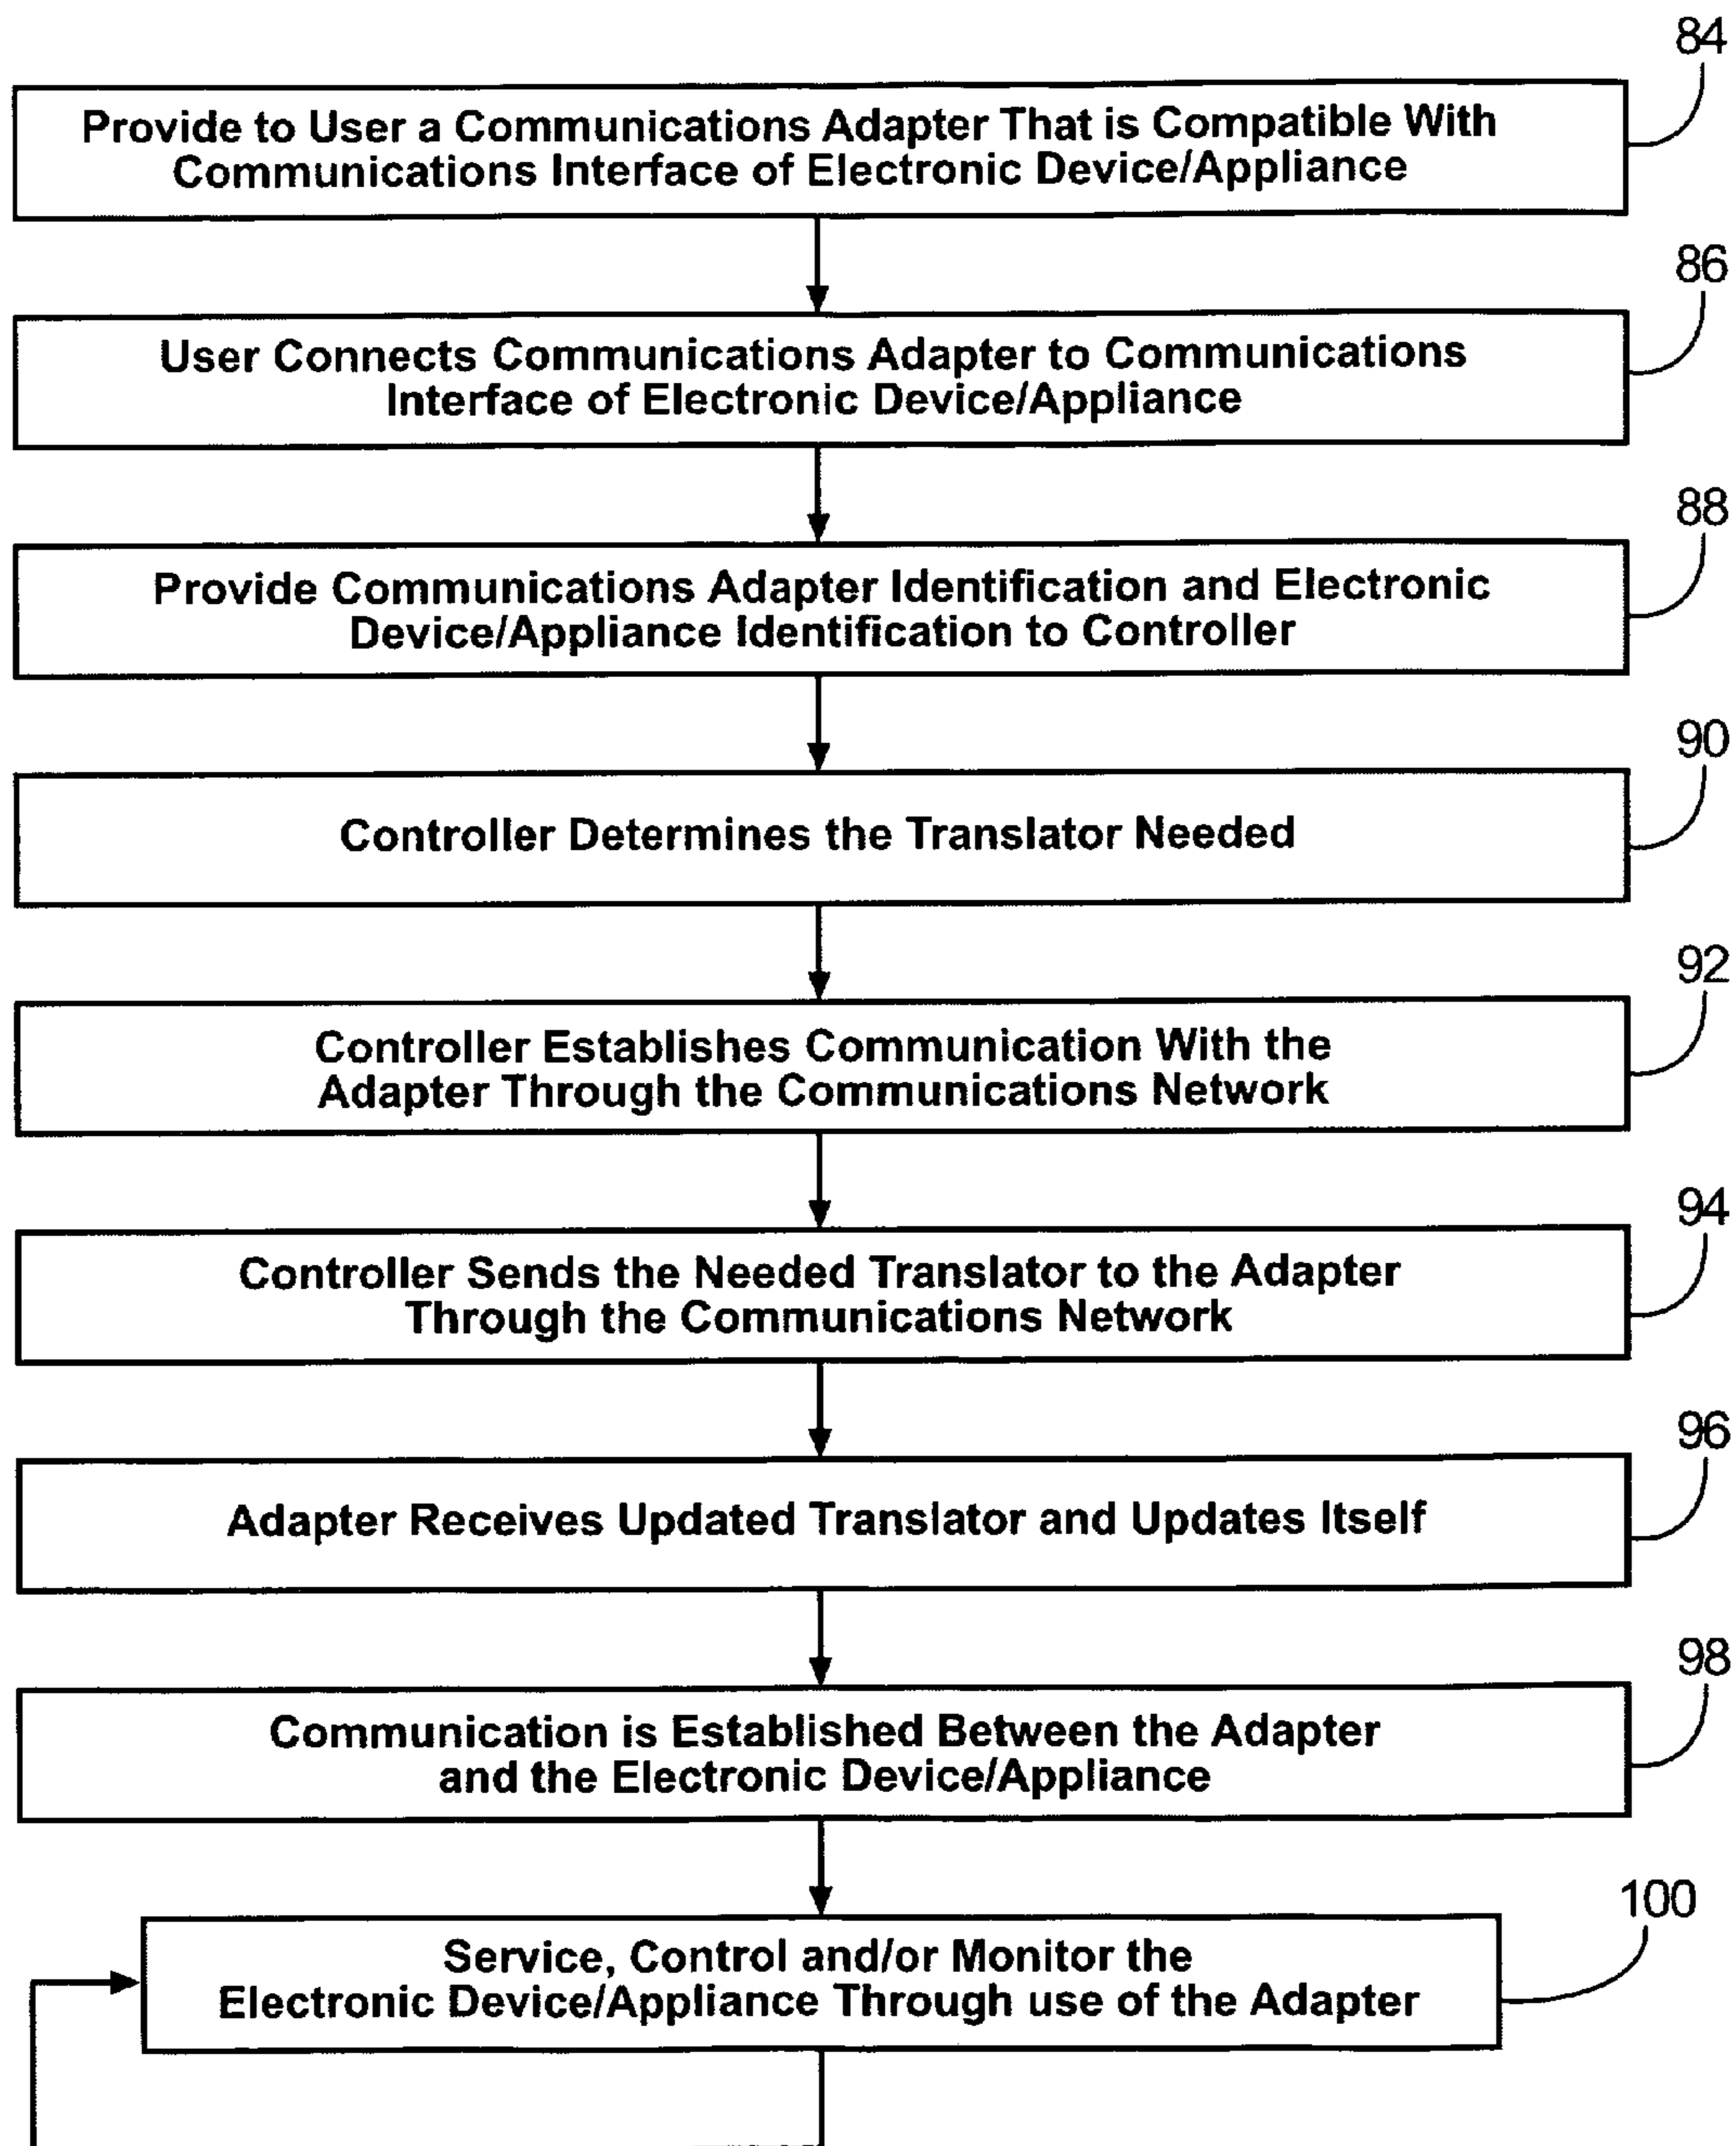 84
Provide to User a Communications Adapter That is Compatible With
Communications Interface of Electronic Device/Appliance
86
User Connects Communications Adapter to Communications
Interface of Electronic Device/Appliance
88
Provide Communications Adapter Identification and Electronic
Device/Appliance Identification to Controller
90
Controller Determines the Translator Needed
92
Controller Establishes Communication With the
Adapter Through the Communications Network
94
Controller Sends the Needed Translator to the Adapter
Through the Communications Network
96
Adapter Receives Updated Translator and Updates Itself
98
Communication is Established Between the Adapter
and the Electronic Device/Appliance
100
Service, Control and/or Monitor the
Electronic Device/Appliance Through use of the Adapter